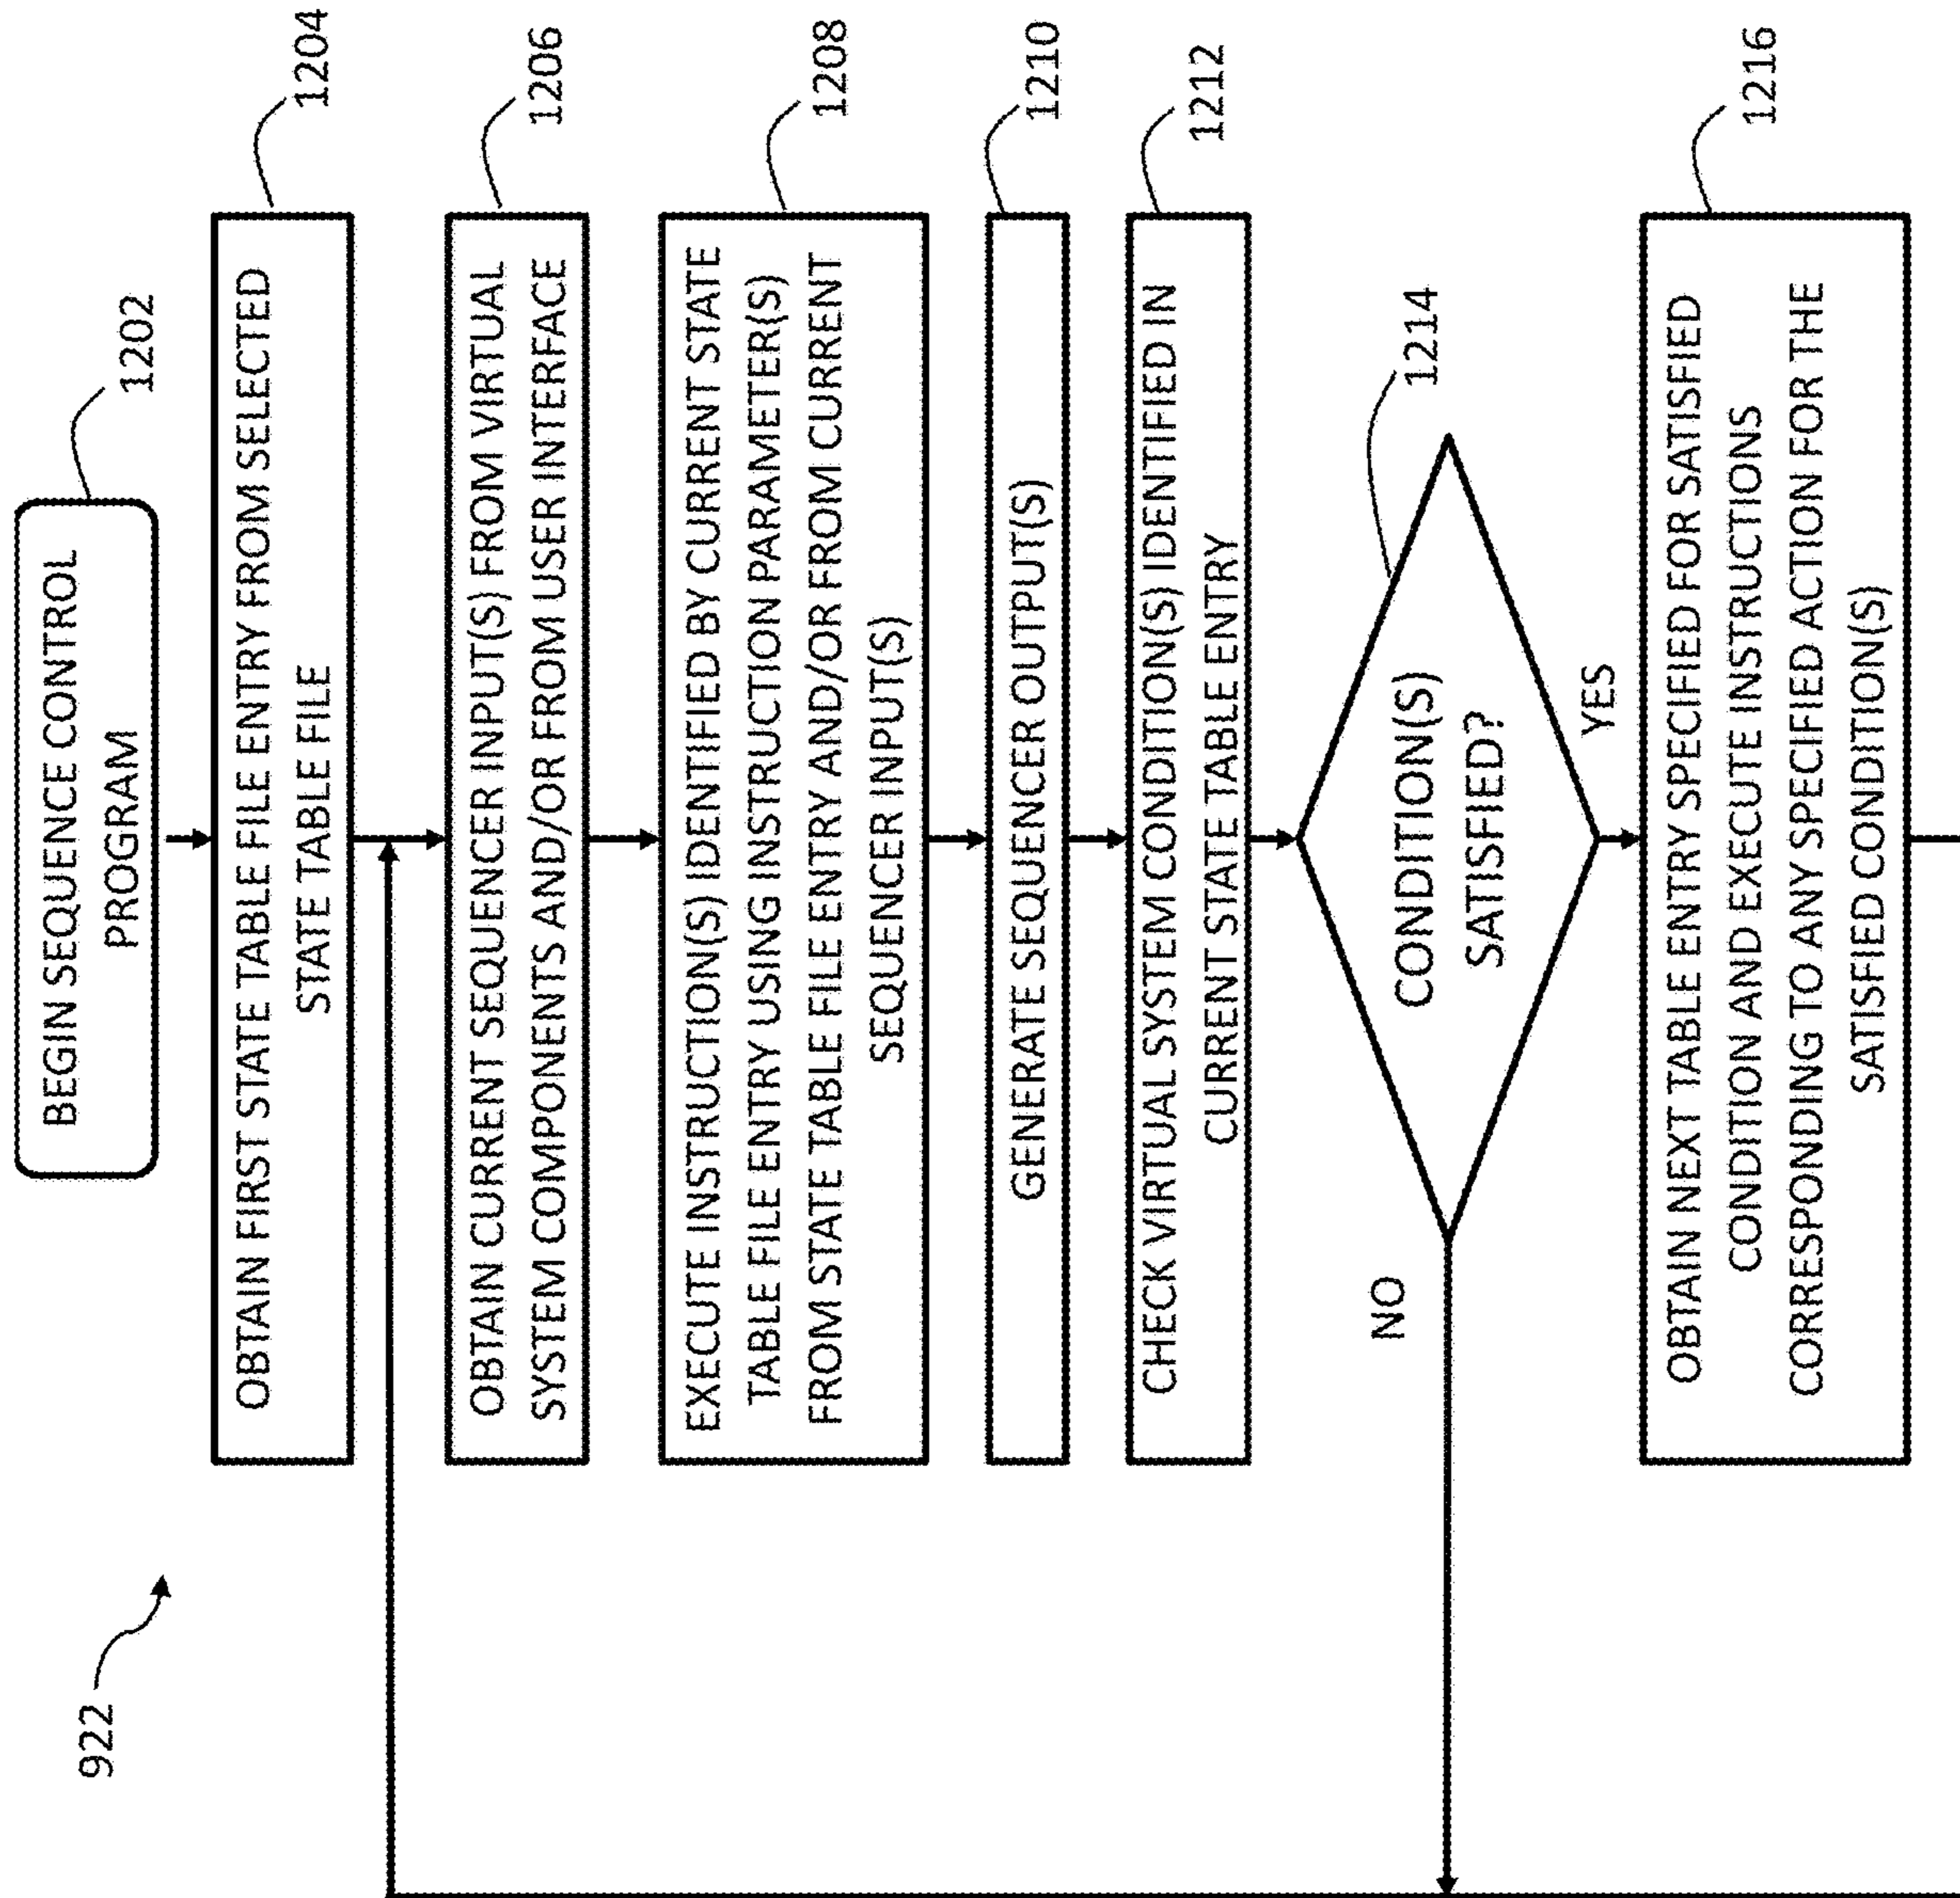 922
BEGIN SEQUENCE CONTROL
PROGRAM
1202
OBTAIN FIRST STATE TABLE FILE ENTRY FROM SELECTED
STATE TABLE FILE
1204
OBTAIN CURRENT SEQUENCER INPUT(S) FROM VIRTUAL
SYSTEM COMPONENTS AND/OR FROM USER INTERFACE
1206
EXECUTE INSTRUCTION(S) IDENTIFIED BY CURRENT STATE
TABLE FILE ENTRY USING INSTRUCTION PARAMETER(S)
FROM STATE TABLE FILE ENTRY AND/OR FROM CURRENT
SEQUENCER INPUT(S)
1208
GENERATE SEQUENCER OUTPUT(S)
1210
CHECK VIRTUAL SYSTEM CONDITION(S) IDENTIFIED IN
CURRENT STATE TABLE ENTRY
1212
CONDITION(S)
SATISFIED?
1214
NO
YES
OBTAIN NEXT TABLE ENTRY SPECIFIED FOR SATISFIED
CONDITION AND EXECUTE INSTRUCTIONS
CORRESPONDING TO ANY SPECIFIED ACTION FOR THE
SATISFIED CONDITION(S)
1216